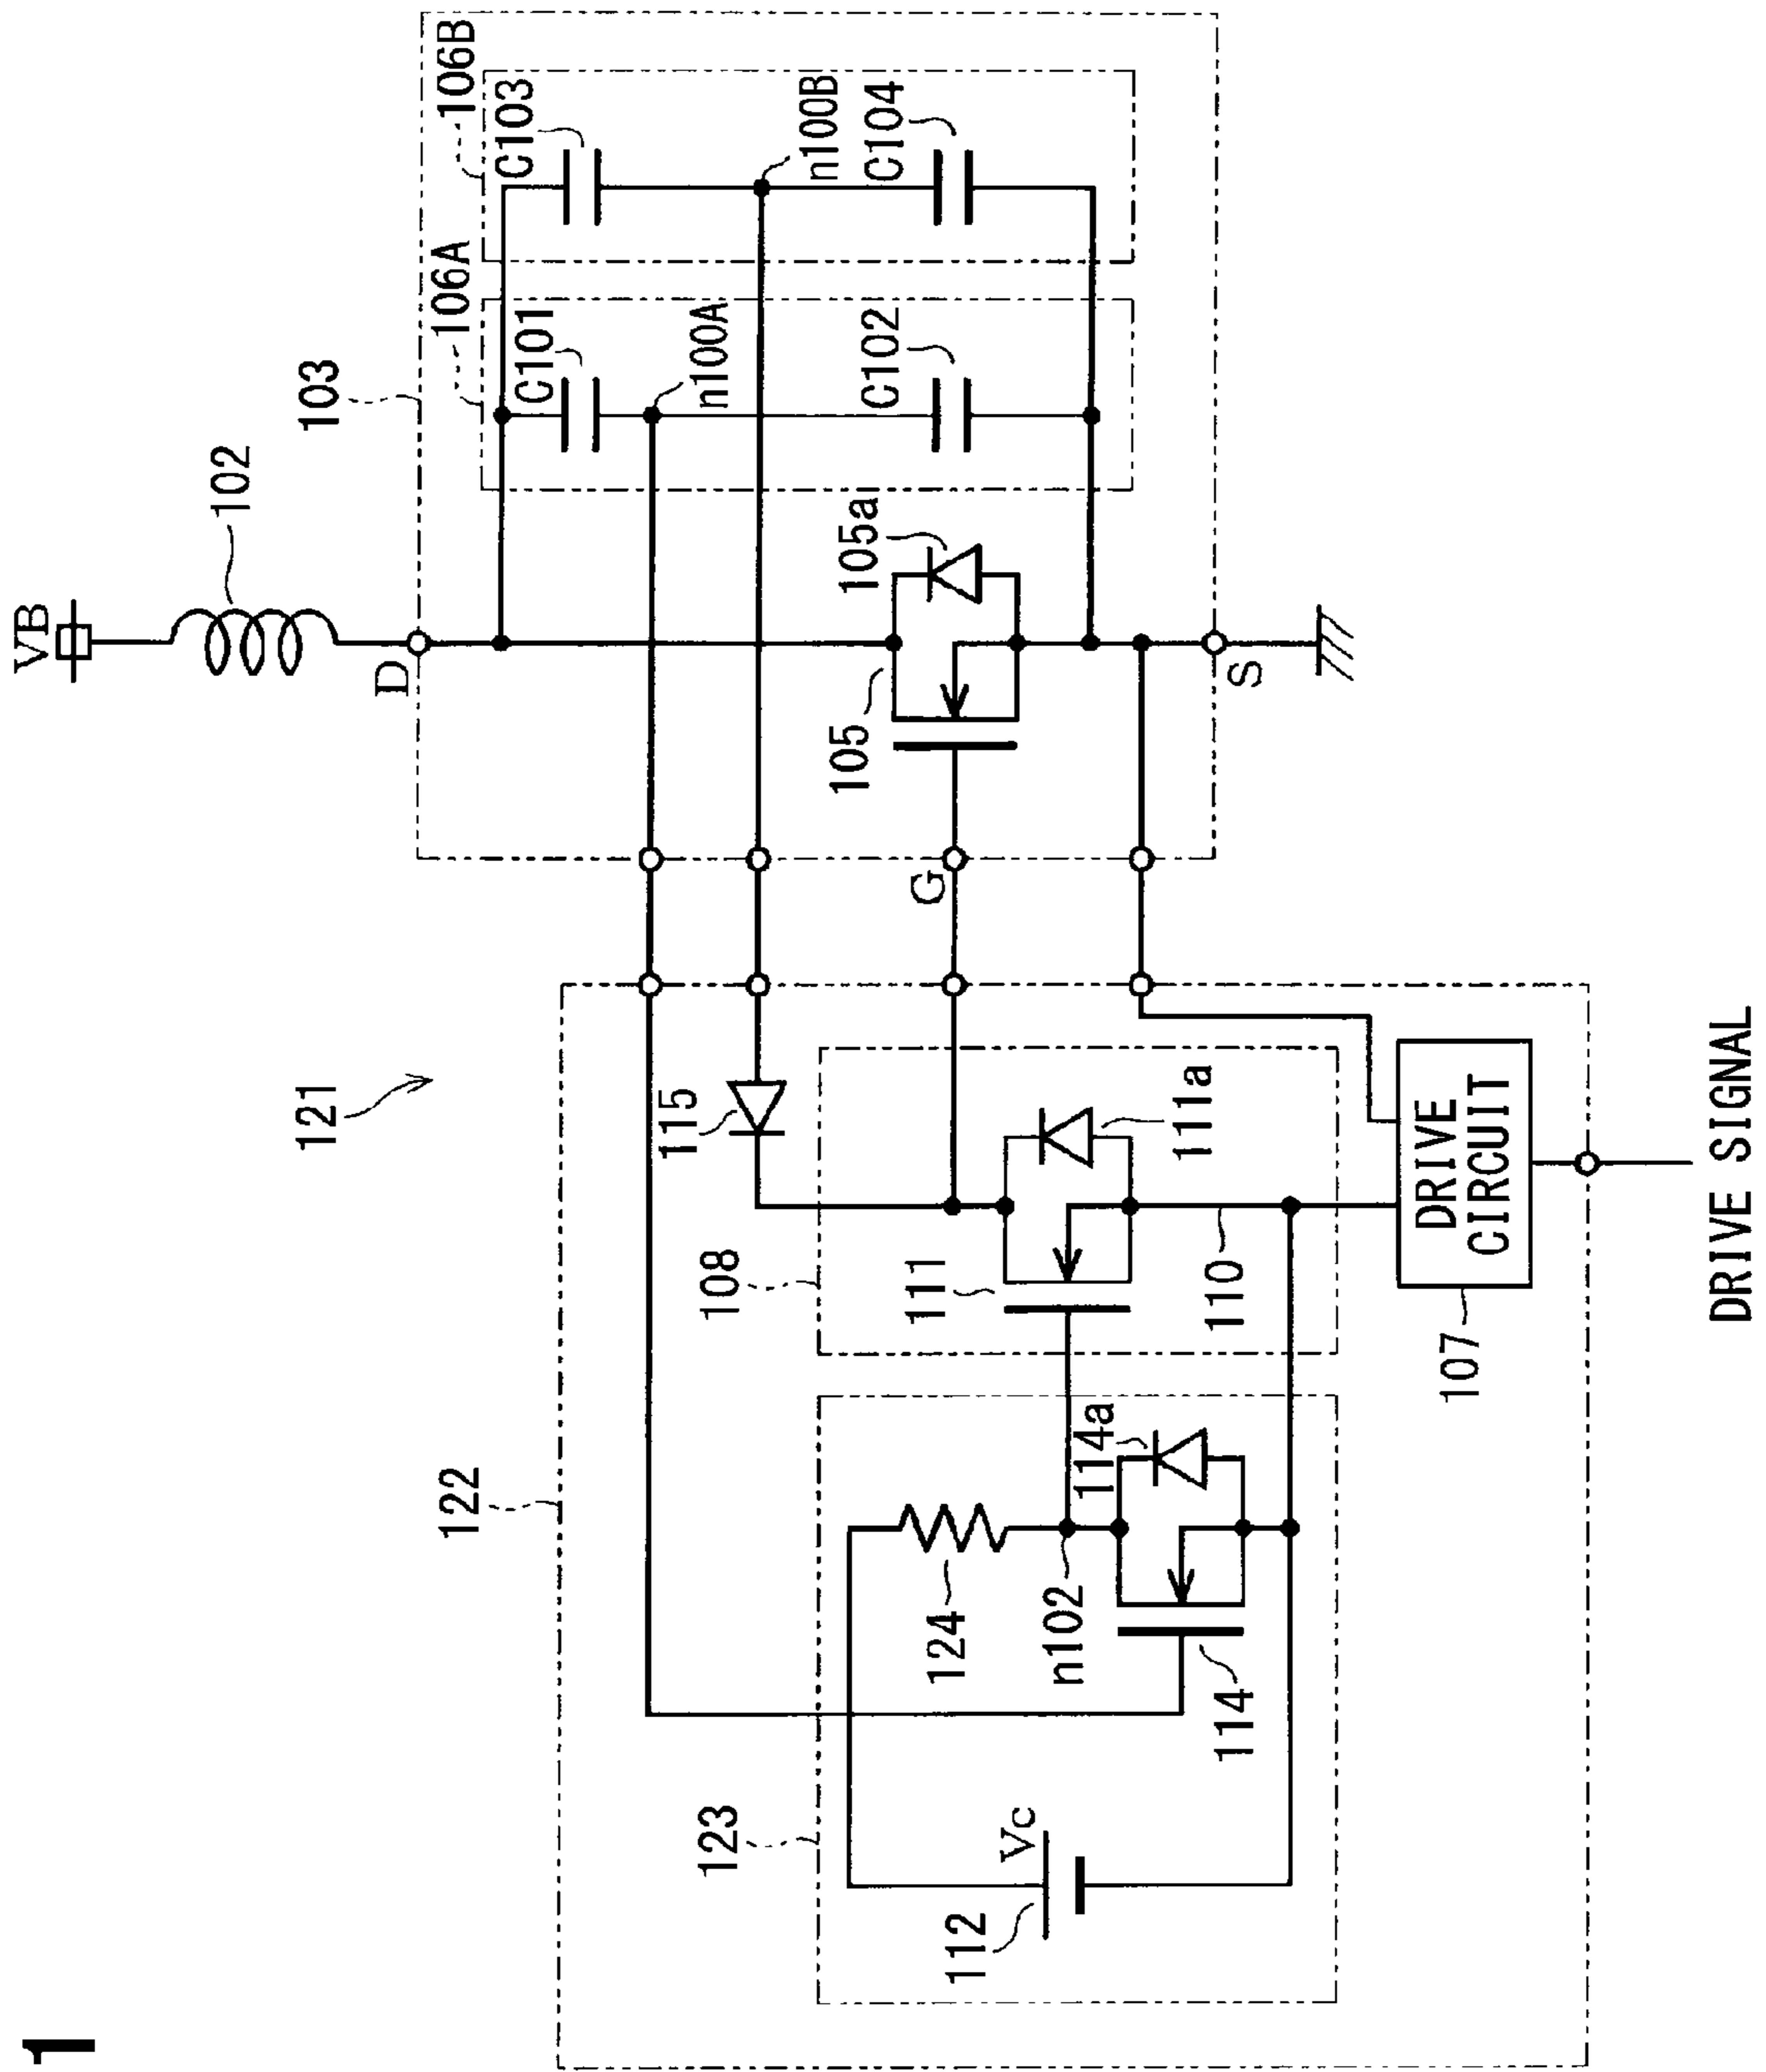 1
VB
102
D
103
106A
106B
C101
C103
n100A
n100B
C102
C104
105
105a
G
S
121
122
115
108
111
111a
110
123
124
n102
114a
114
112
Vc
107
DRIVE
CIRCUIT
DRIVE SIGNAL